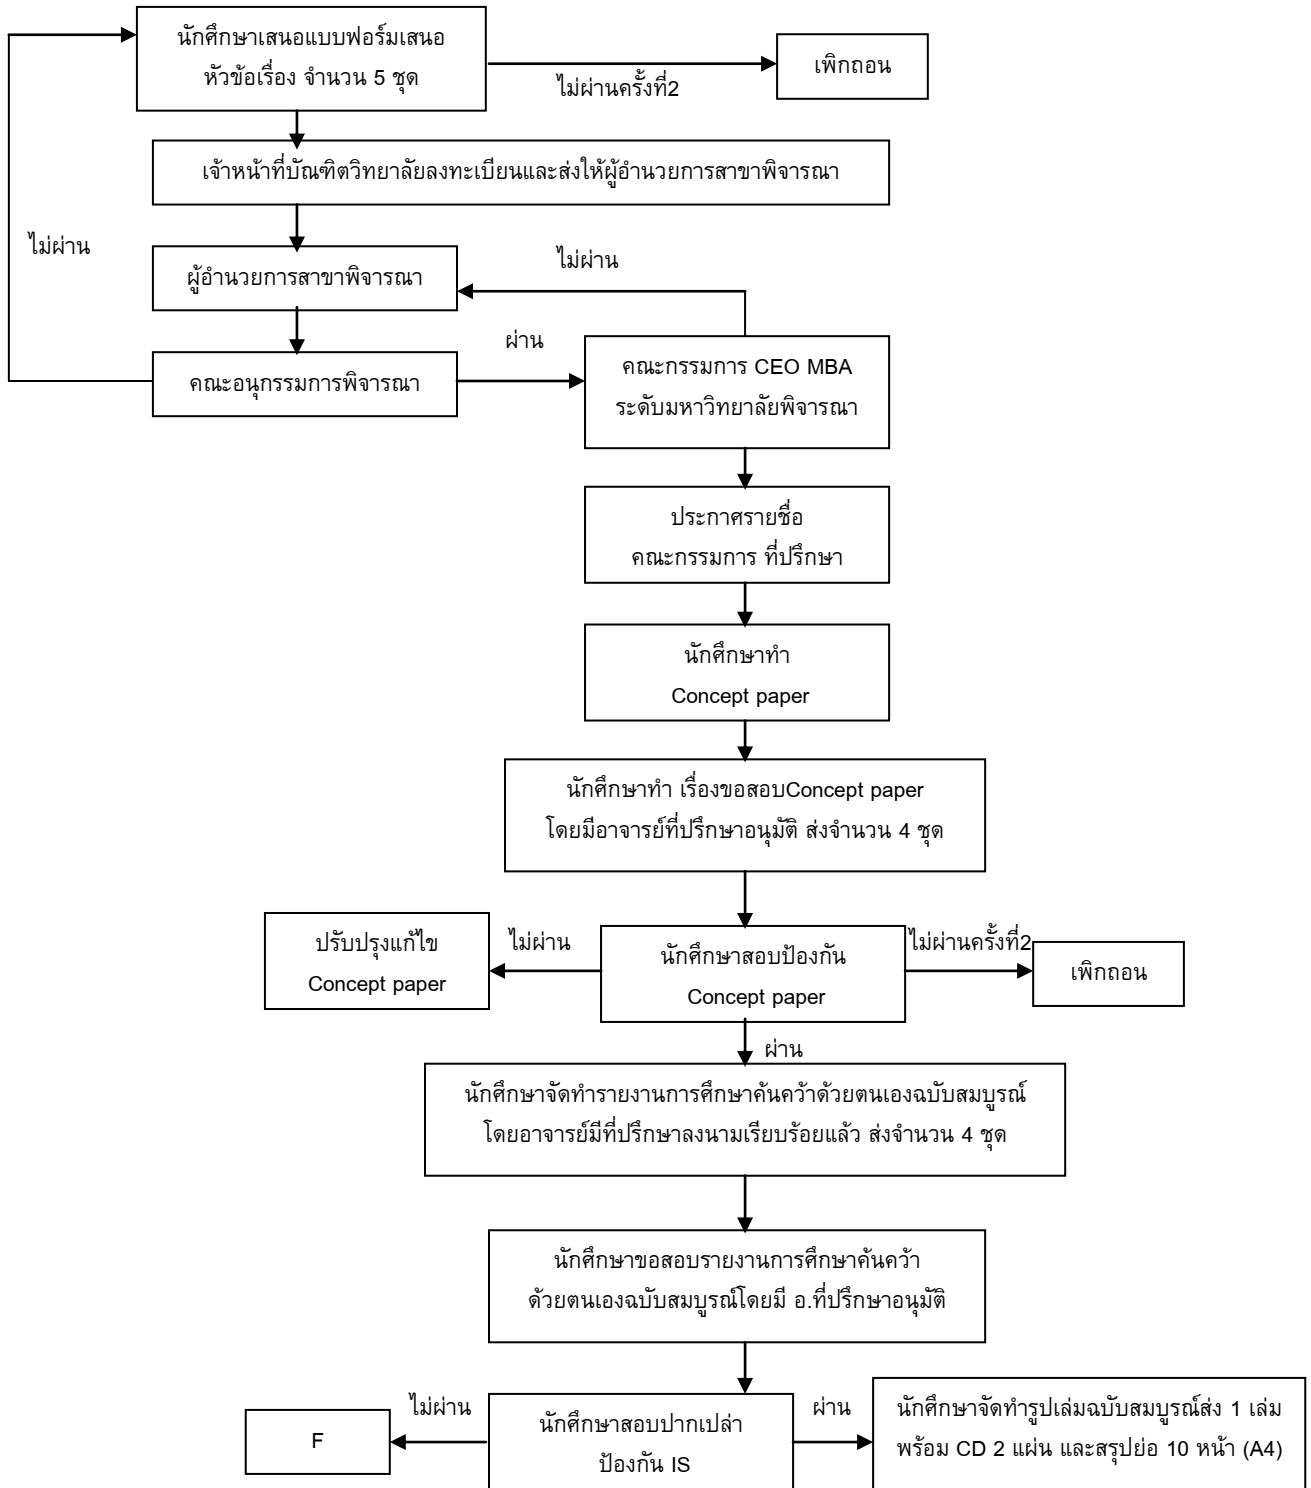 นักศึกษาเสนอแบบฟอร์มเสนอ
หัวข้อเรื่อง จำนวน 5 ชุด
ไม่ผ่านครั้งที่2
เพิกถอน
เจ้าหน้าที่บัณฑิตวิทยาลัยลงทะเบียนและส่งให้ผู้อำนวยการสาขาพิจารณา
ไม่ผ่าน
ผู้อำนวยการสาขาพิจารณา
ไม่ผ่าน
คณะอนุกรรมการพิจารณา
ผ่าน
คณะกรรมการ CEO MBA
ระดับมหาวิทยาลัยพิจารณา
ประกาศรายชื่อ
คณะกรรมการ ที่ปรึกษา
นักศึกษาทำ
Concept paper
นักศึกษาทำ เรื่องขอสอบConcept paper
โดยมีอาจารย์ที่ปรึกษาอนุมัติ ส่งจำนวน 4 ชุด
ปรับปรุงแก้ไข
Concept paper
ไม่ผ่าน
นักศึกษาสอบป้องกัน
Concept paper
ไม่ผ่านครั้งที่2
เพิกถอน
ผ่าน
นักศึกษาจัดทำรายงานการศึกษาค้นคว้าด้วยตนเองฉบับสมบูรณ์
โดยอาจารย์มีที่ปรึกษาลงนามเรียบร้อยแล้ว ส่งจำนวน 4 ชุด
นักศึกษาขอสอบรายงานการศึกษาค้นคว้า
ด้วยตนเองฉบับสมบูรณ์โดยมี อ.ที่ปรึกษาอนุมัติ
F
ไม่ผ่าน
นักศึกษาสอบปากเปล่า
ป้องกัน IS
ผ่าน
นักศึกษาจัดทำรูปเล่มฉบับสมบูรณ์ส่ง 1 เล่ม
พร้อม CD 2 แผ่น และสรุปย่อ 10 หน้า (A4)